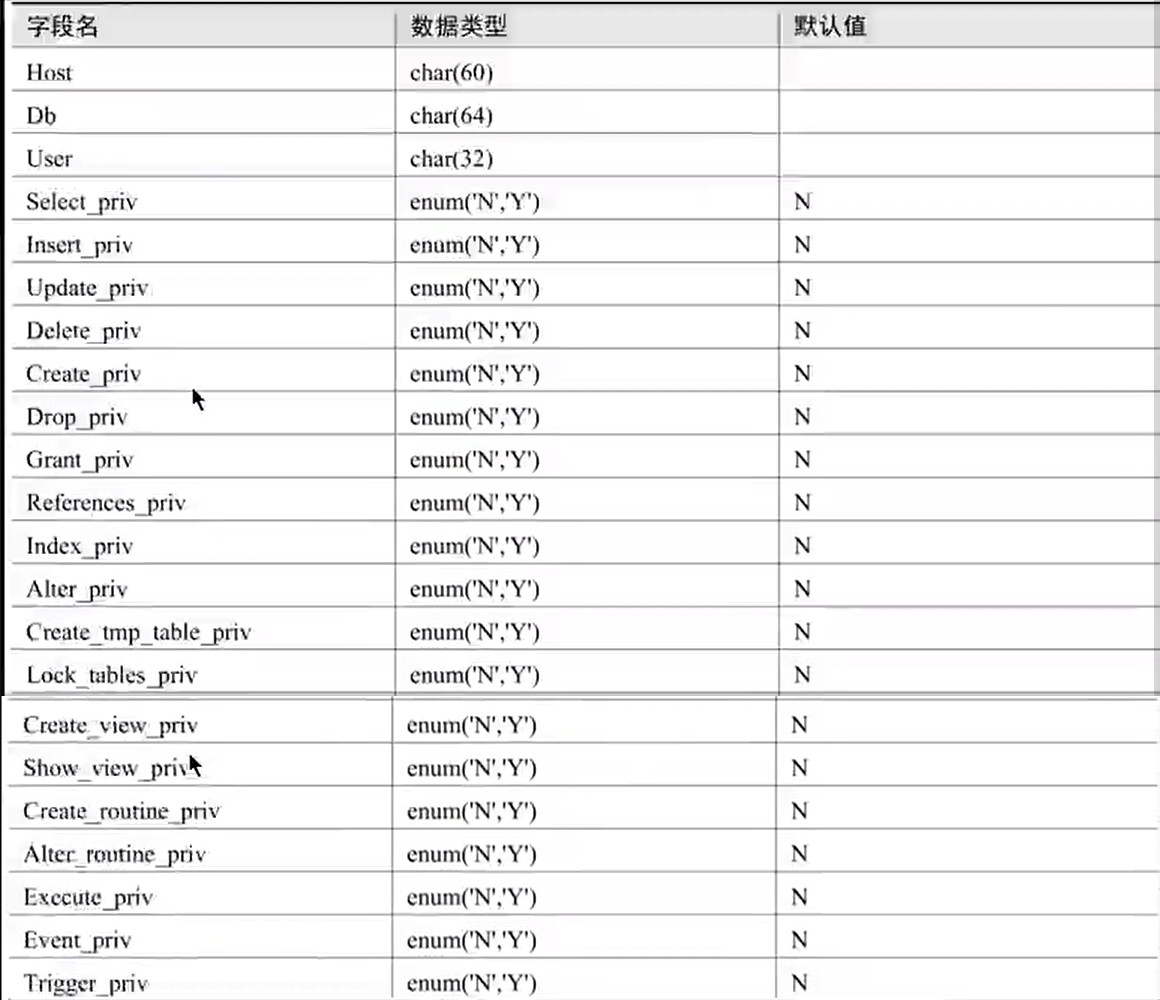 字段名 数据类型 默认值
Host char(60)
Db char(64)
User char(32)
Select_priv enum('N','Y') N
Insert_priv enum('N','Y') N
Update_priv enum('N','Y') N
Delete_priv enum('N','Y') N
Create_priv enum('N','Y') N
Drop_priv enum('N','Y') N
Grant_priv enum('N','Y') N
References_priv enum('N','Y') N
Index_priv enum('N','Y') N
Alter_priv enum('N','Y') N
Create_tmp_table_priv enum('N','Y') N
Lock_tables_priv enum('N','Y') N
Create_view_priv enum('N','Y') N
Show_view_priv enum('N','Y') N
Create_routine_priv enum('N','Y') N
Alter_routine_priv enum('N','Y') N
Execute_priv enum('N','Y') N
Event_priv enum('N','Y') N
Trigger_priv enum('N','Y') N